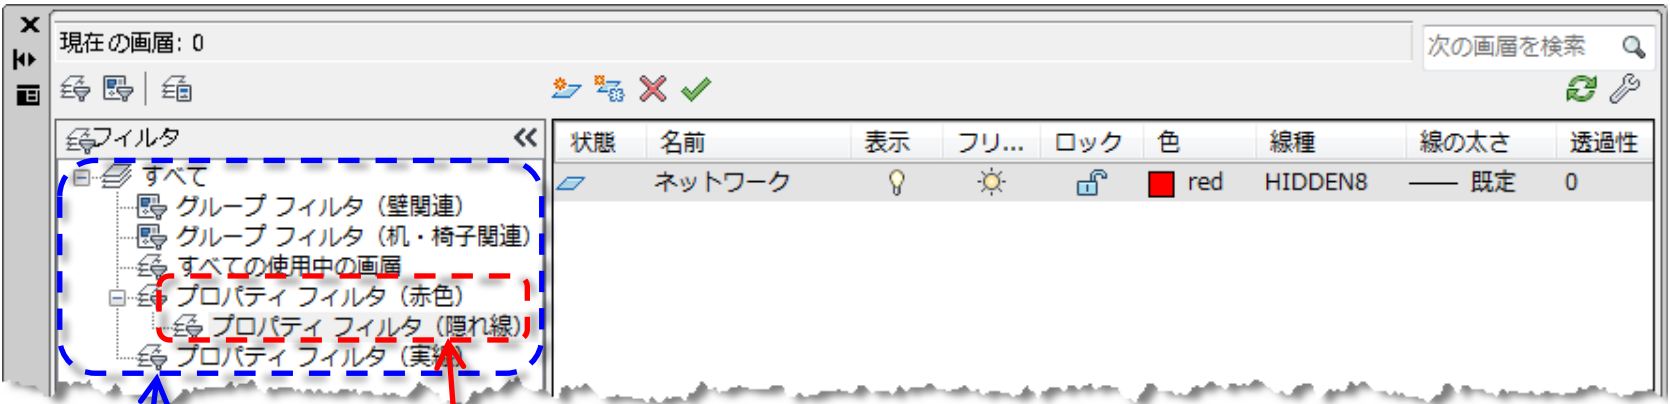 現在の画層: 0
次の画層を検索
フィルタ
すべて
グループ フィルタ（壁関連）
グループ フィルタ（机・椅子関連）
すべての使用中の画層
プロパティ フィルタ（赤色）
プロパティ フィルタ（隠れ線）
プロパティ フィルタ（実線）
状態 名前 表示 フリ... ロック 色 線種 線の太さ 透過性
ネットワーク red HIDDEN8 既定 0